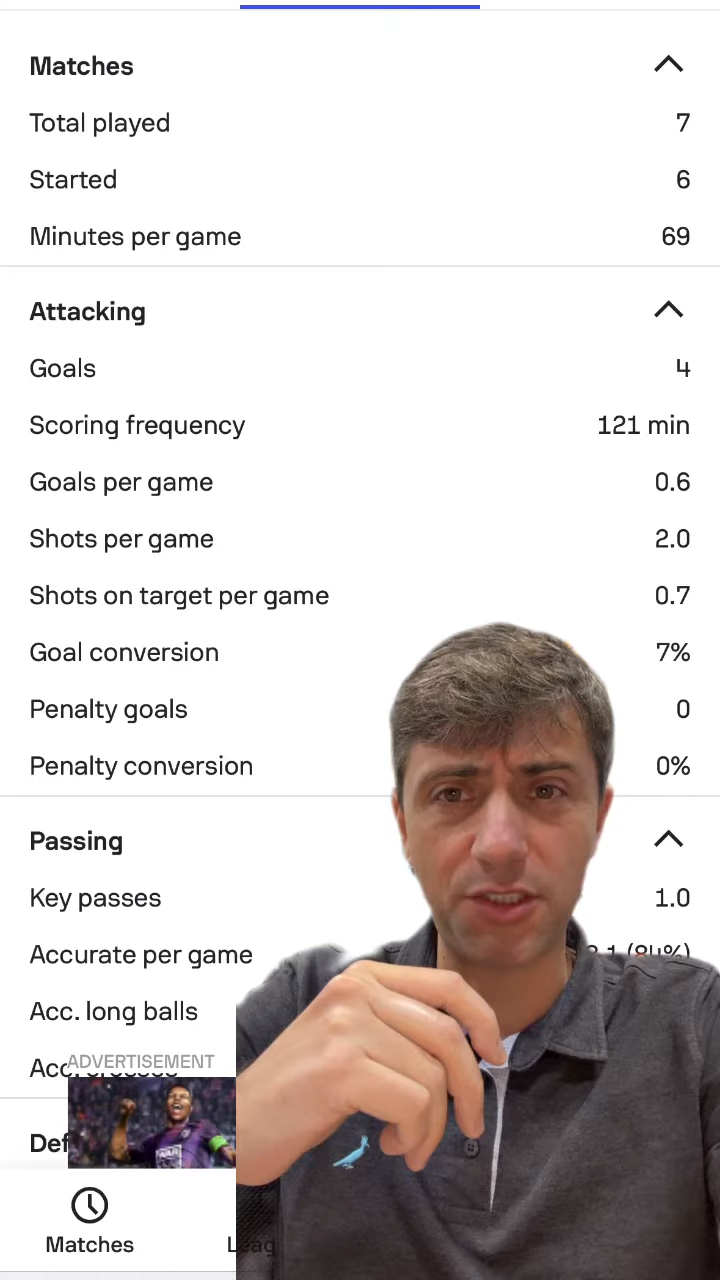 Matches
Total played 7
Started 6
Minutes per game 69
Attacking
Goals 4
Scoring frequency 121 min
Goals per game 0.6
Shots per game 2.0
Shots on target per game 0.7
Goal conversion 7%
Penalty goals 0
Penalty conversion 0%
Passing
Key passes 1.0
Accurate per game (84%)
Acc. long balls
ADVERTISEMENT
Matches